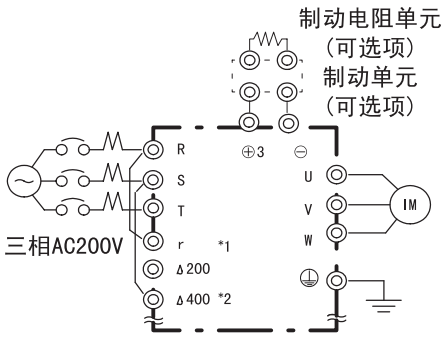 制动电阻单元
(可选项)
制动单元
(可选项)
⊕3 ⊖
R
S
T
r *1
Δ200
Δ400 *2
三相AC200V
U
V
W
IM